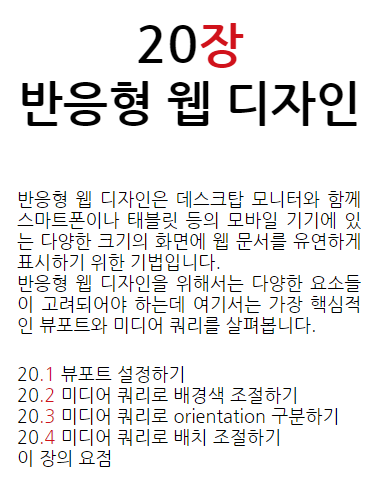 20장
반응형 웹 디자인
반응형 웹 디자인은 데스크탑 모니터와 함께
스마트폰이나 태블릿 등의 모바일 기기에 있
는 다양한 크기의 화면에 웹 문서를 유연하게
표시하기 위한 기법입니다.
반응형 웹 디자인을 위해서는 다양한 요소들
이 고려되어야 하는데 여기서는 가장 핵심적
인 뷰포트와 미디어 쿼리를 살펴봅니다.
20.1 뷰포트 설정하기
20.2 미디어 쿼리로 배경색 조절하기
20.3 미디어 쿼리로 orientation 구분하기
20.4 미디어 쿼리로 배치 조절하기
이 장의 요점